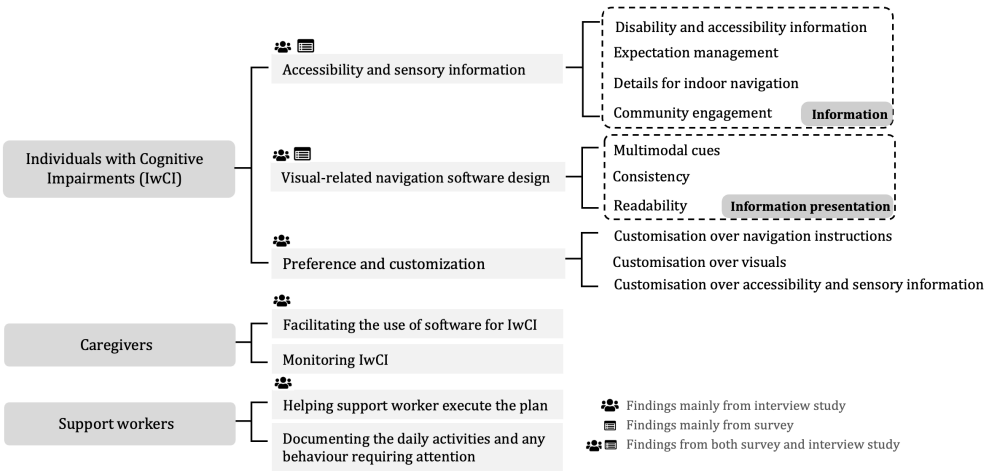 Individuals with Cognitive
Impairments (IwCI)
Accessibility and sensory information
Disability and accessibility information
Expectation management
Details for indoor navigation
Community engagement
Information
Visual-related navigation software design
Multimodal cues
Consistency
Readability
Information presentation
Preference and customization
Customisation over navigation instructions
Customisation over visuals
Customisation over accessibility and sensory information
Caregivers
Facilitating the use of software for IwCI
Monitoring IwCI
Support workers
Helping support worker execute the plan
Documenting the daily activities and any
behaviour requiring attention
Findings mainly from interview study
Findings mainly from survey
Findings from both survey and interview study